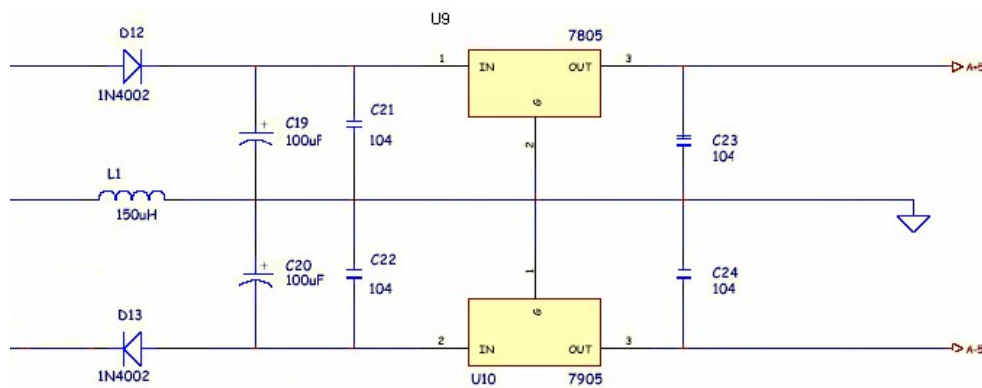 U9
D12
7805
1
IN
OUT
3
A+5
1N4002
G
2
+
C19
100uF
C21
104
C23
104
L1
150uH
+
C20
100uF
C22
104
1
C24
104
D13
G
2
IN
OUT
3
A-5
1N4002
U10
7905